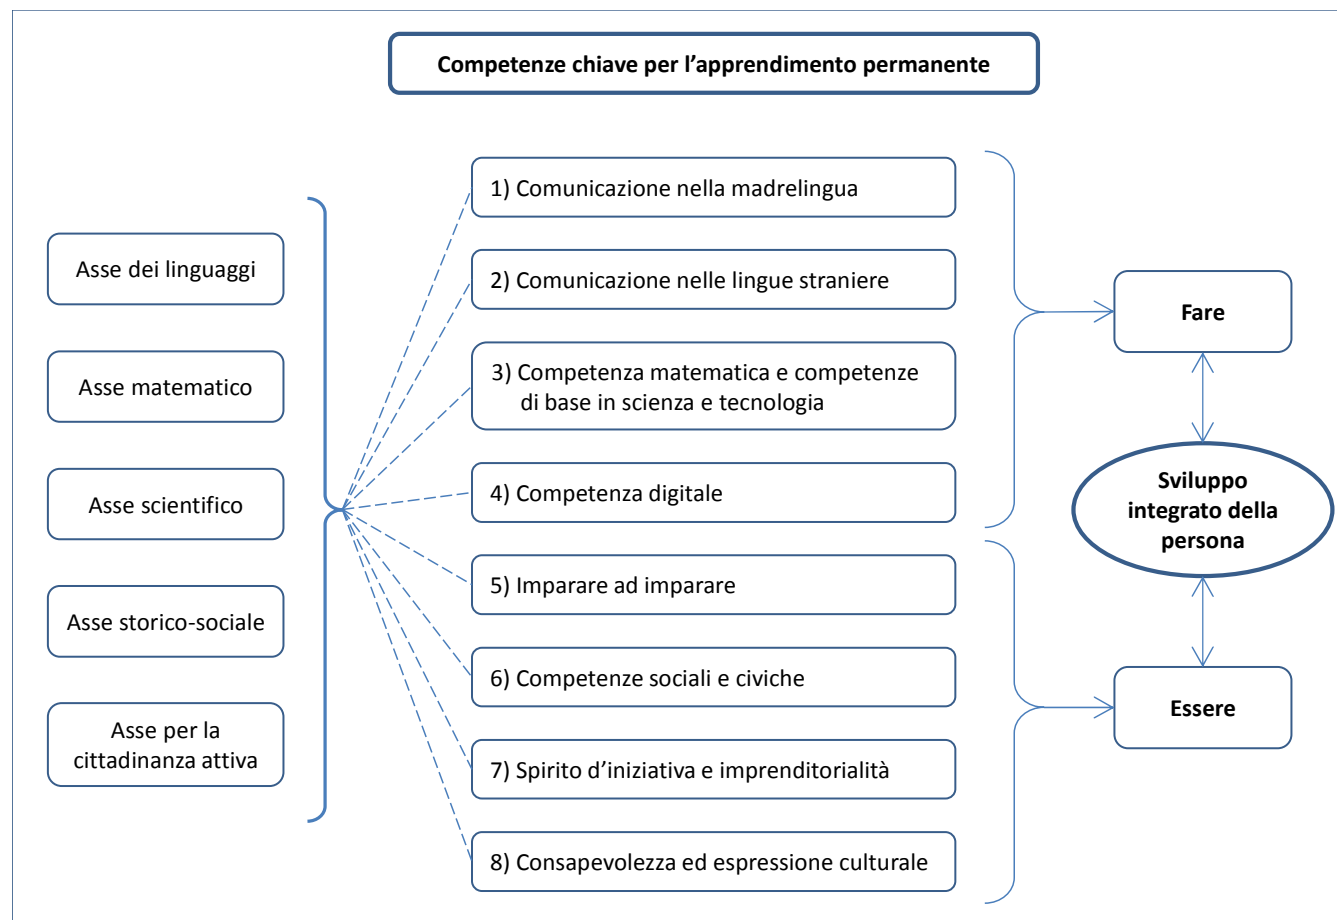 Competenze chiave per l’apprendimento permanente
Asse dei linguaggi
Asse matematico
Asse scientifico
Asse storico-sociale
Asse per la
cittadinanza attiva
1) Comunicazione nella madrelingua
2) Comunicazione nelle lingue straniere
3) Competenza matematica e competenze
di base in scienza e tecnologia
4) Competenza digitale
5) Imparare ad imparare
6) Competenze sociali e civiche
7) Spirito d’iniziativa e imprenditorialità
8) Consapevolezza ed espressione culturale
Fare
Sviluppo
integrato della
persona
Essere